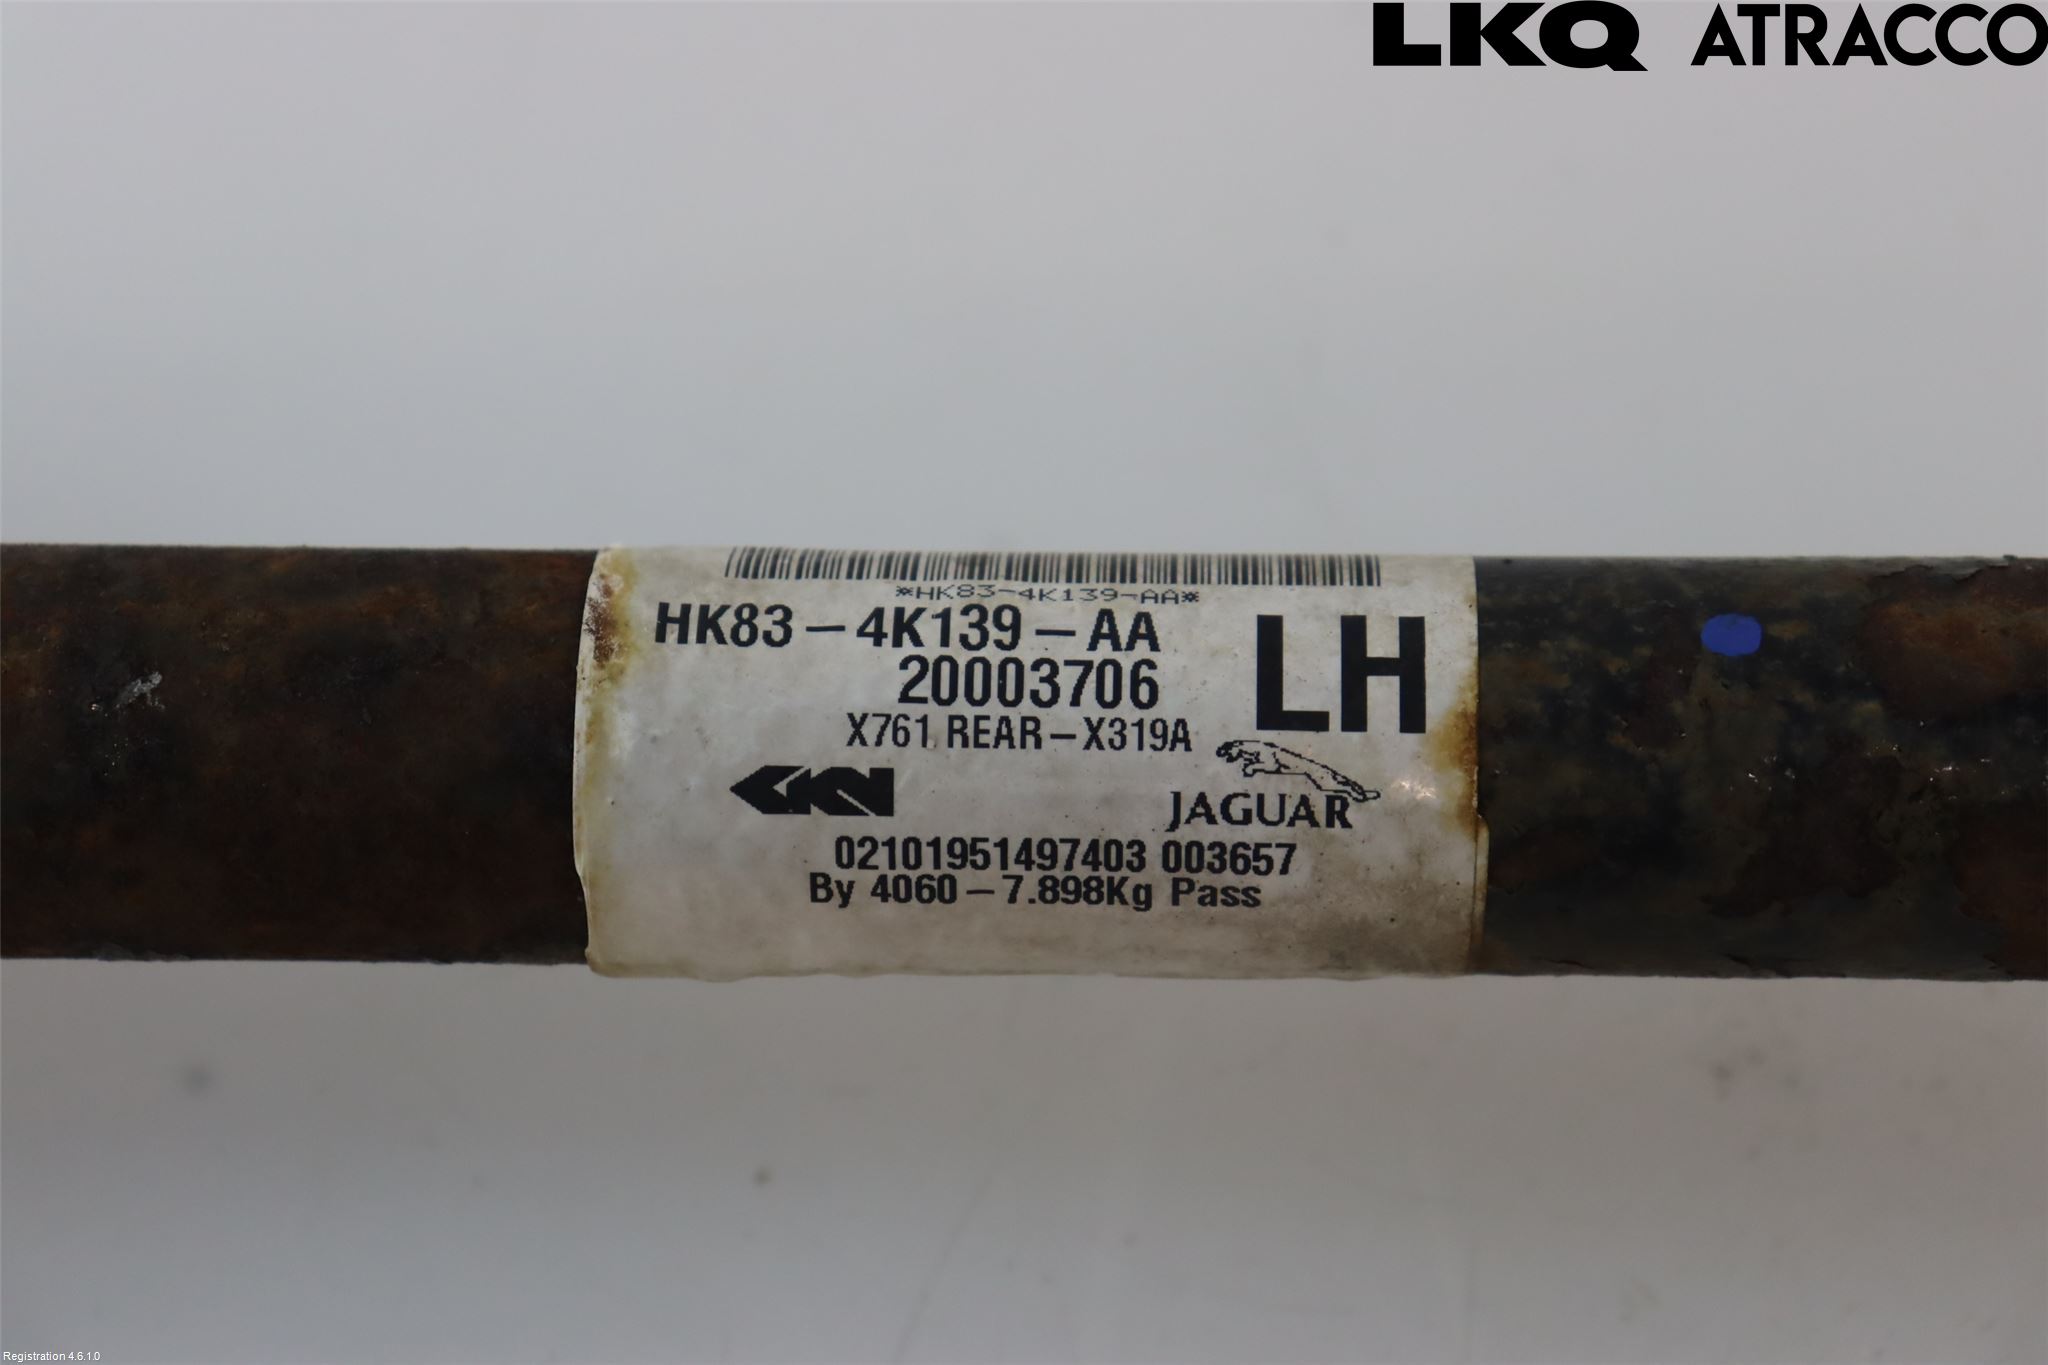 LKQ ATRACCO
*HK83-4K139-AA*
HK83-4K139-AA
LH
20003706
X761 REAR-X319A
GKN
JAGUAR
02101951497403 003657
By 4060-7.898Kg Pass
Registration 4.6.1.0